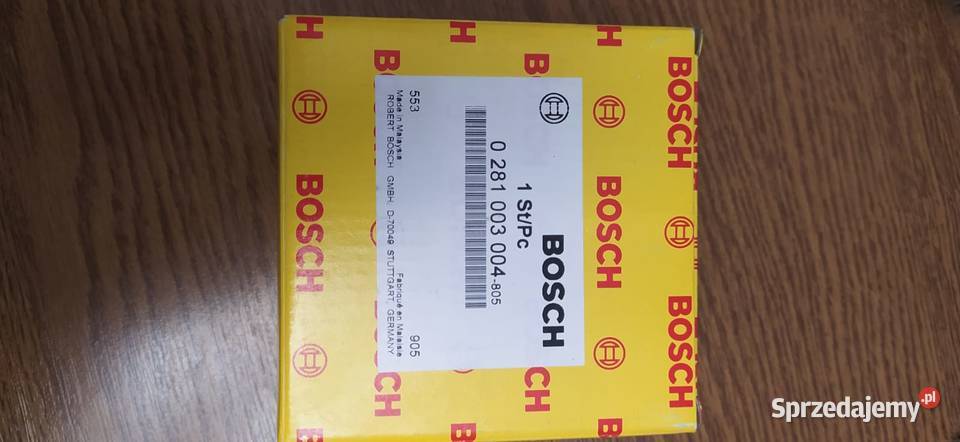 BOSCH
1 St/Pc
0 281 003 004-805
553
905
Made in Malaysia
Fabriqué en Malaisie
ROBERT BOSCH GMBH, D-70049 STUTTGART, GERMANY
BOSCH
BOSCH
BOSCH
BOSCH
BOSCH
BOSCH
BOSCH
Sprzedajemy.pl